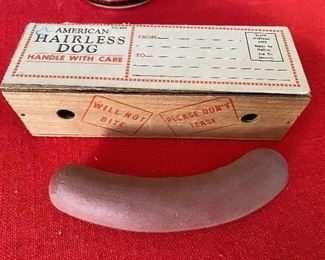 AMERICAN
HAIRLESS
DOG
HANDLE WITH CARE
FROM
TO
WILL NOT
BITE
PLEASE DON'T
TEASE